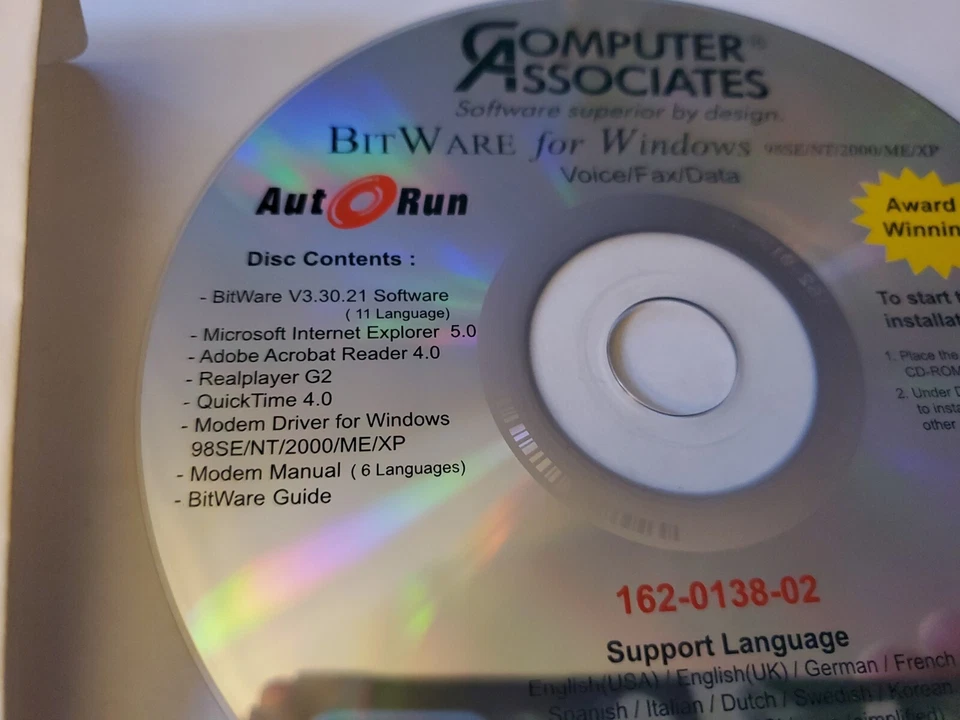 COMPUTER®
ASSOCIATES
Software superior by design.
BITWARE for Windows 98SE/NT/2000/ME/XP
Voice/Fax/Data
AutORun
Award
Winnin
Disc Contents :
- BitWare V3.30.21 Software
( 11 Language)
- Microsoft Internet Explorer 5.0
- Adobe Acrobat Reader 4.0
- Realplayer G2
- QuickTime 4.0
- Modem Driver for Windows
98SE/NT/2000/ME/XP
- Modem Manual ( 6 Languages)
- BitWare Guide
To start t
installat
1. Place the
CD-ROM
2. Under D
to insta
other
162-0138-02
Support Language
English(USA) / English(UK) / German / French
Spanish / Italian / Dutch / Swedish / Korean
simplified)